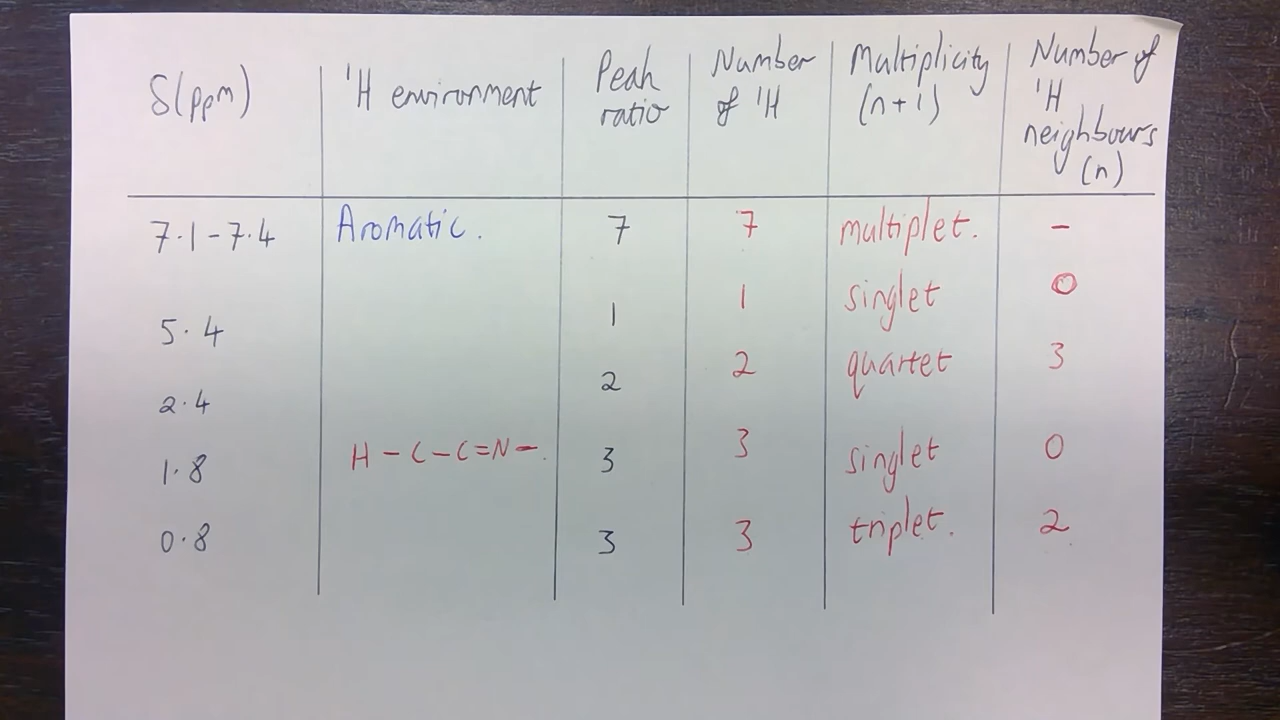 δ(ppm) ¹H environment Peak ratio Number of ¹H Multiplicity (n+1) Number of ¹H neighbours (n)
7.1-7.4 Aromatic. 7 7 multiplet. -
5.4 1 1 singlet 0
2.4 2 2 quartet 3
1.8 H-C-C=N-. 3 3 singlet 0
0.8 3 3 triplet. 2